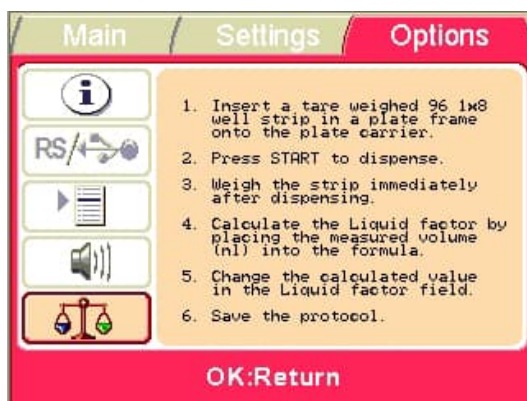 Main Settings Options
1. Insert a tare weighed 96 1x8
well strip in a plate frame
onto the plate carrier.
RS/
2. Press START to dispense.
3. Weigh the strip immediately
after dispensing.
4. Calculate the Liquid factor by
placing the measured volume
(nl) into the formula.
5. Change the calculated value
in the Liquid factor field.
6. Save the protocol.
OK:Return